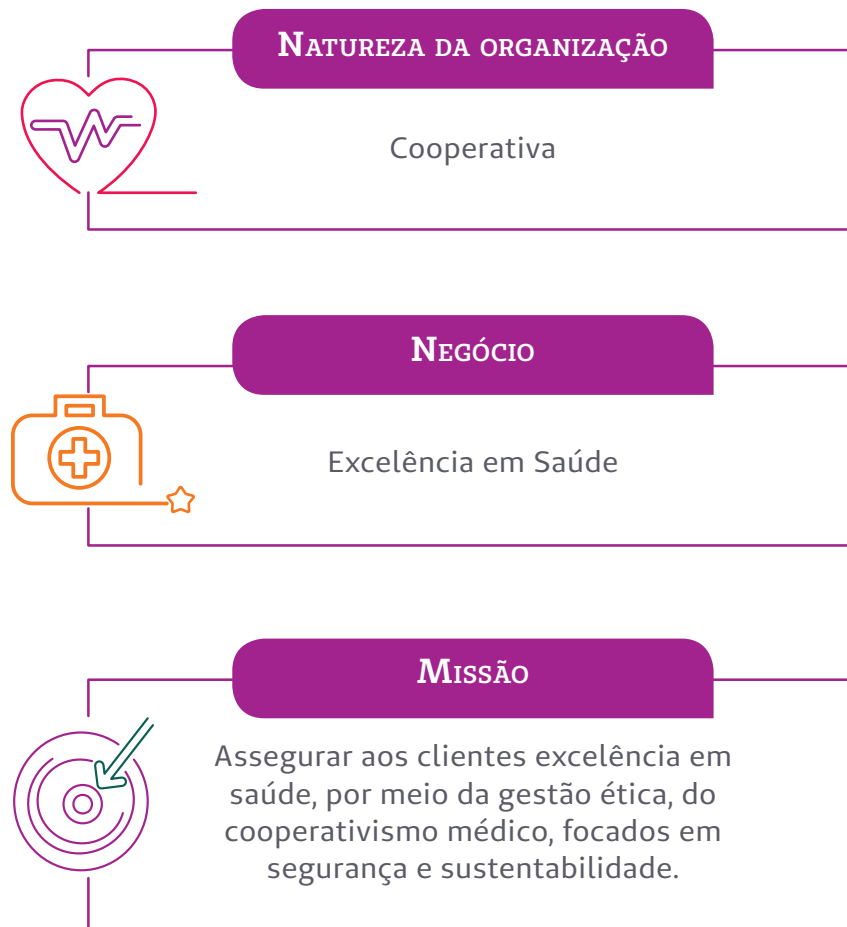 Natureza da organização
Cooperativa
Negócio
Excelência em Saúde
Missão
Assegurar aos clientes excelência em
saúde, por meio da gestão ética, do
cooperativismo médico, focados em
segurança e sustentabilidade.